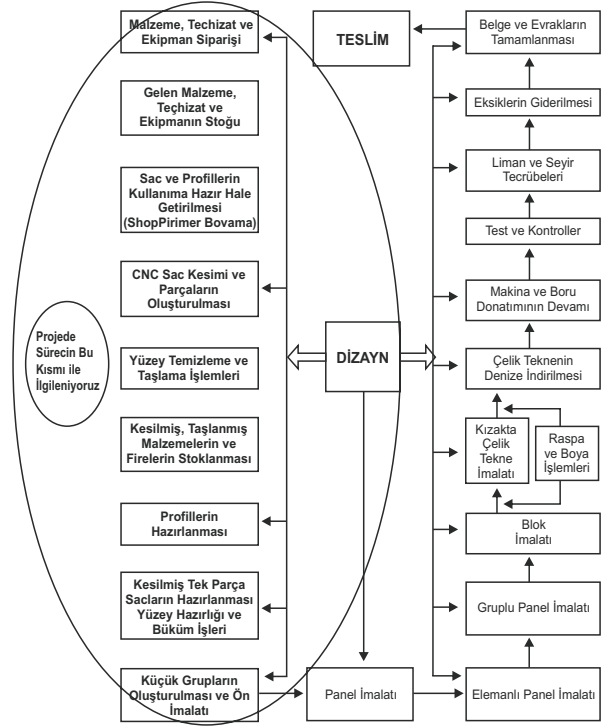 Malzeme, Techizat ve
Ekipman Siparişi
Gelen Malzeme,
Teçhizat ve
Ekipmanın Stoğu
Sac ve Profillerin
Kullanıma Hazır Hale
Getirilmesi
(ShopPirimer Bovama)
CNC Sac Kesimi ve
Parçaların
Oluşturulması
Projede
Sürecin Bu
Kısmı ile
İlgileniyoruz
Yüzey Temizleme ve
Taşlama İşlemleri
Kesilmiş, Taşlanmış
Malzemelerin ve
Firelerin Stoklanması
Profillerin
Hazırlanması
Kesilmiş Tek Parça
Sacların Hazırlanması
Yüzey Hazırlığı ve
Büküm İşleri
Küçük Grupların
Oluşturulması ve Ön
İmalatı
TESLİM
DİZAYN
Panel İmalatı
Belge ve Evrakların
Tamamlanması
Eksiklerin Giderilmesi
Liman ve Seyir
Tecrübeleri
Test ve Kontroller
Makina ve Boru
Donatımının Devamı
Çelik Teknenin
Denize İndirilmesi
Kızakta
Çelik
Tekne
İmalatı
Raspa
ve Boya
İşlemleri
Blok
İmalatı
Gruplu Panel İmalatı
Elemanlı Panel İmalatı